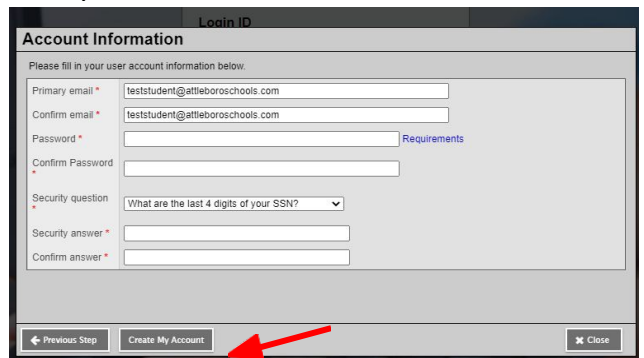 Login ID
Account Information
Please fill in your user account information below.
Primary email * teststudent@attleboroschools.com
Confirm email * teststudent@attleboroschools.com
Password * Requirements
Confirm Password
*
Security question
* What are the last 4 digits of your SSN?
Security answer *
Confirm answer *
Previous Step Create My Account Close